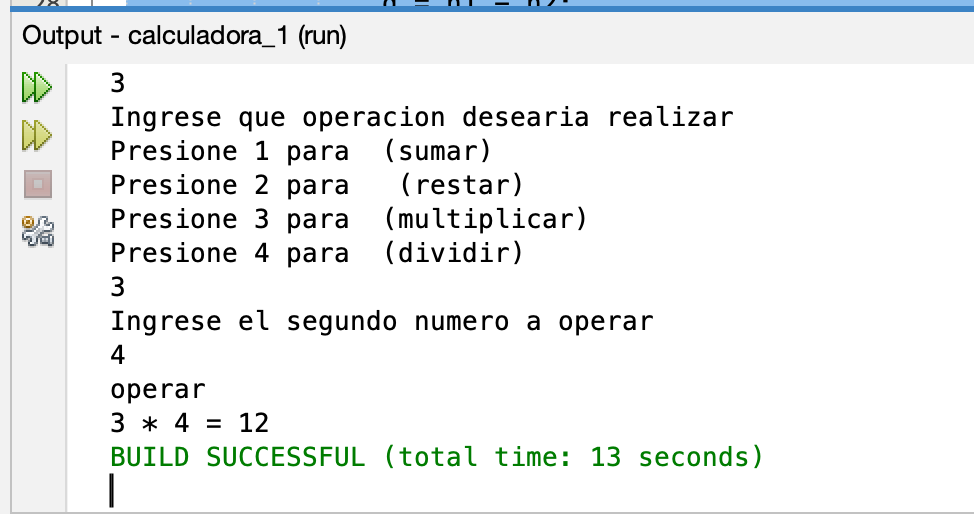 Output - calculadora_1 (run)
3
Ingrese que operacion desearia realizar
Presione 1 para  (sumar)
Presione 2 para   (restar)
Presione 3 para  (multiplicar)
Presione 4 para  (dividir)
3
Ingrese el segundo numero a operar
4
operar
3 * 4 = 12
BUILD SUCCESSFUL (total time: 13 seconds)